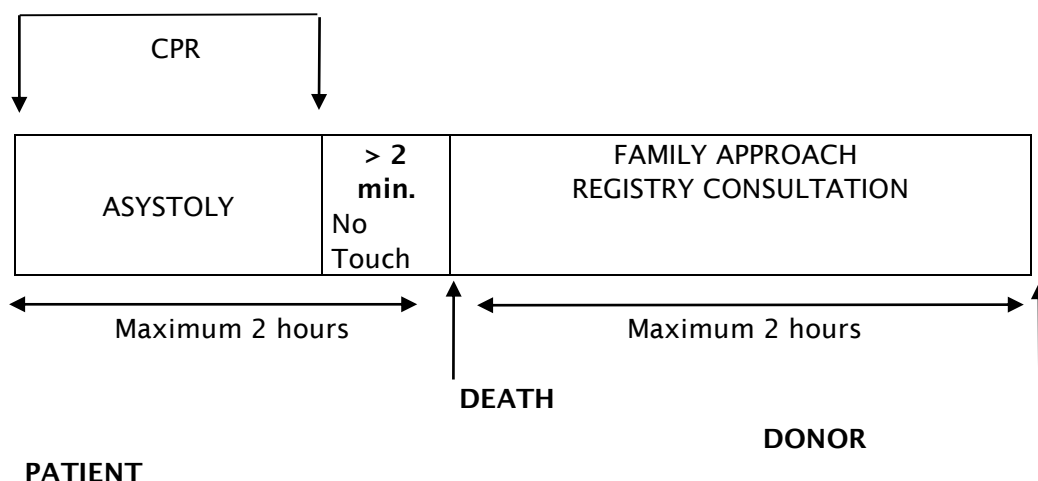 CPR
ASYSTOLY
> 2
min.
No
Touch
FAMILY APPROACH
REGISTRY CONSULTATION
Maximum 2 hours
Maximum 2 hours
DEATH
DONOR
PATIENT